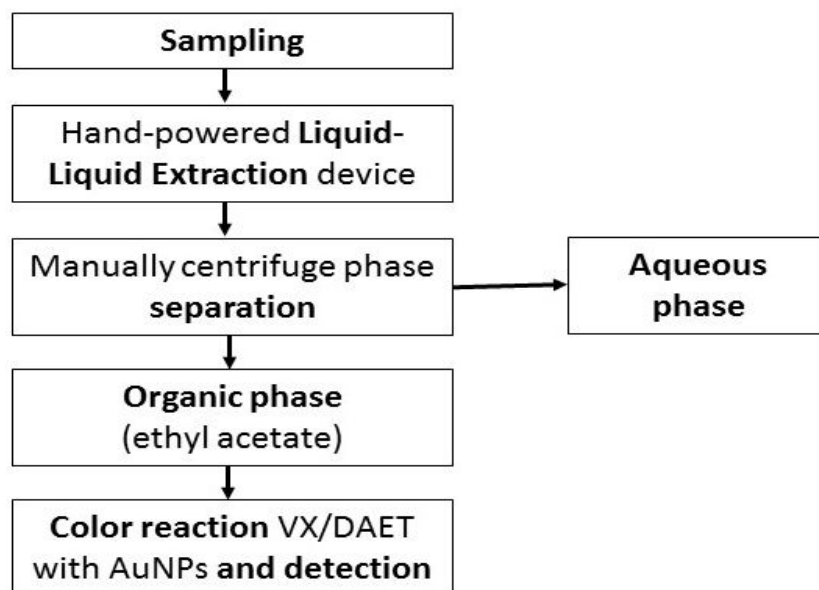 Sampling
Hand-powered Liquid-
Liquid Extraction device
Manually centrifuge phase
separation
Aqueous
phase
Organic phase
(ethyl acetate)
Color reaction VX/DAET
with AuNPs and detection